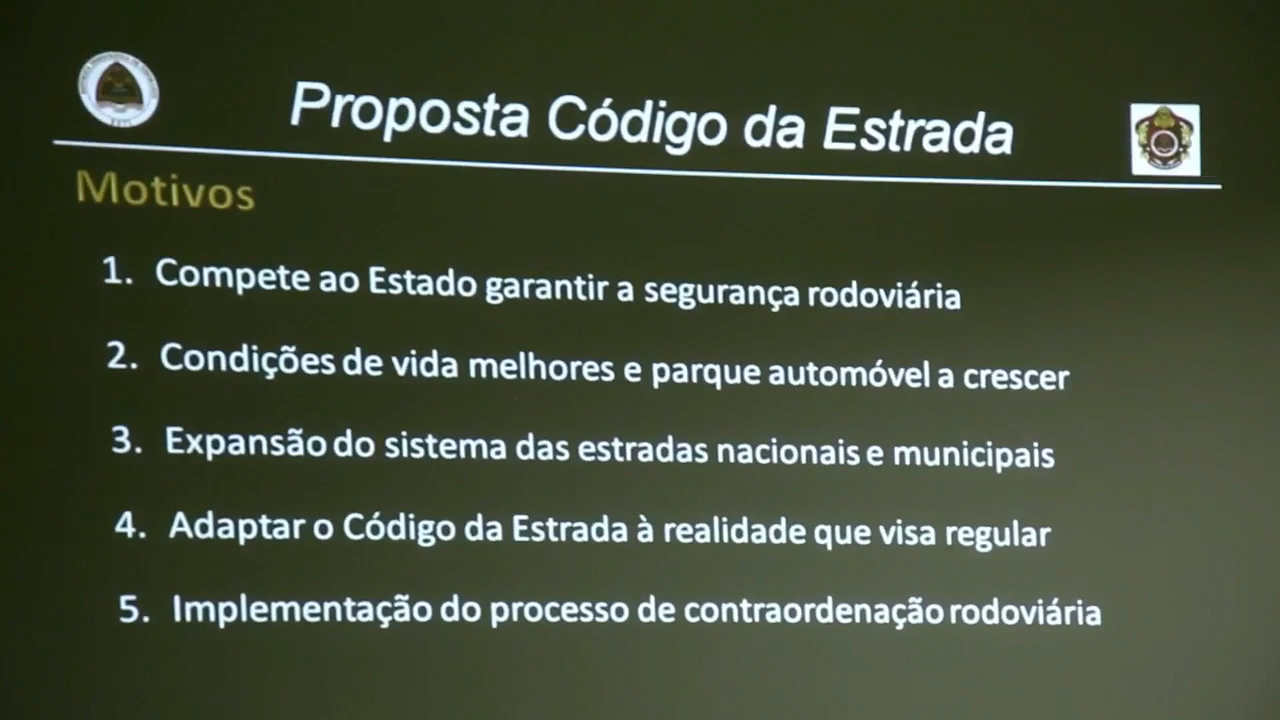 Proposta Código da Estrada
Motivos
1. Compete ao Estado garantir a segurança rodoviária
2. Condições de vida melhores e parque automóvel a crescer
3. Expansão do sistema das estradas nacionais e municipais
4. Adaptar o Código da Estrada à realidade que visa regular
5. Implementação do processo de contraordenação rodoviária